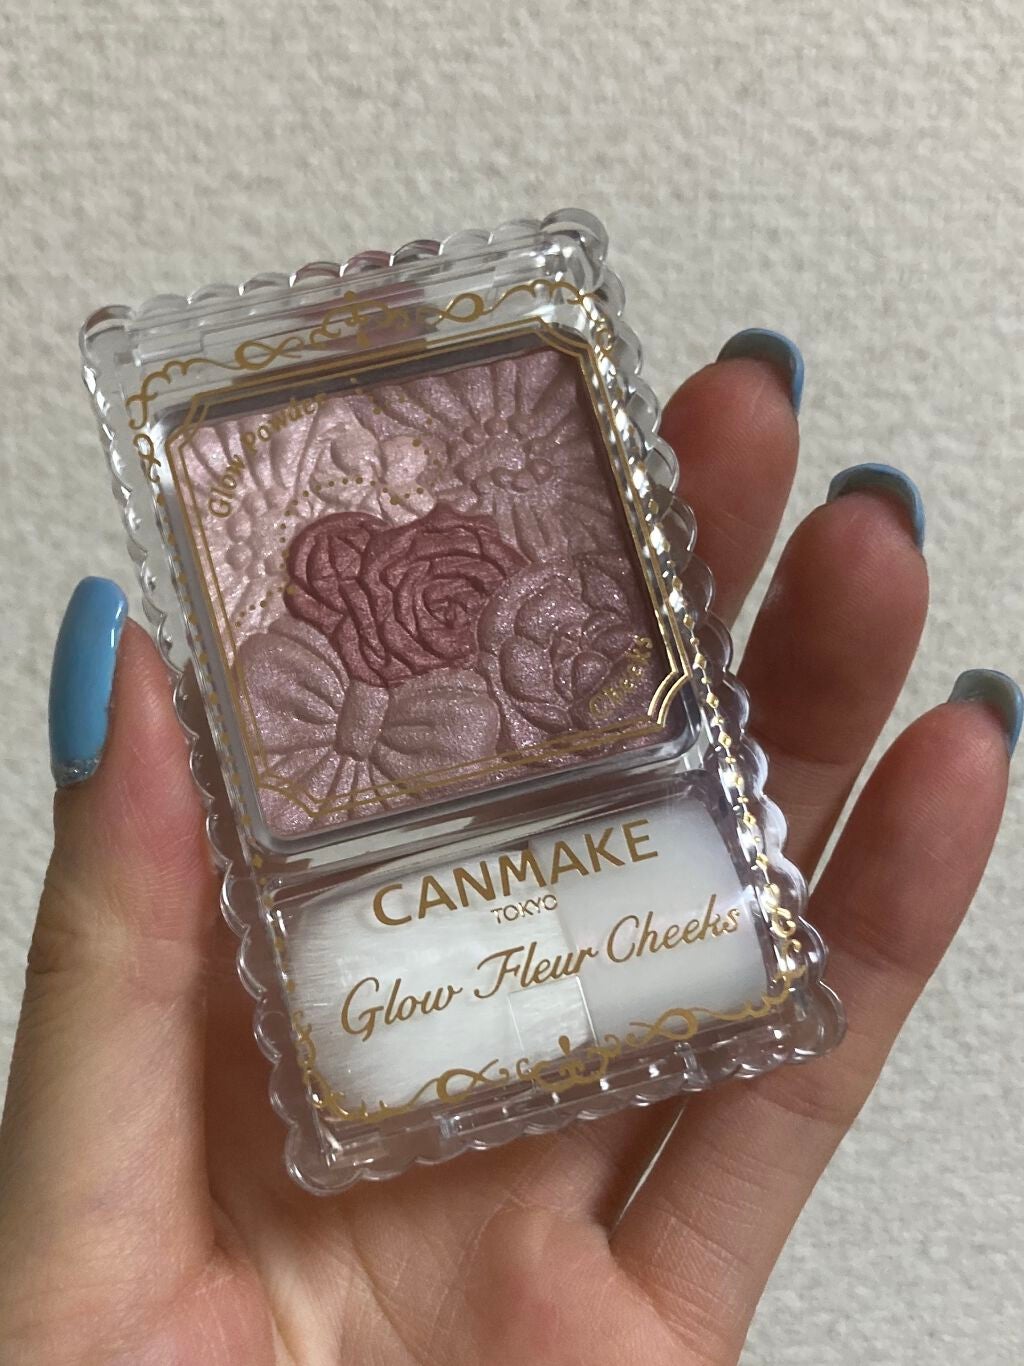 Glow Powder
Cheeks
CANMAKE
TOKYO
Glow Fleur Cheeks